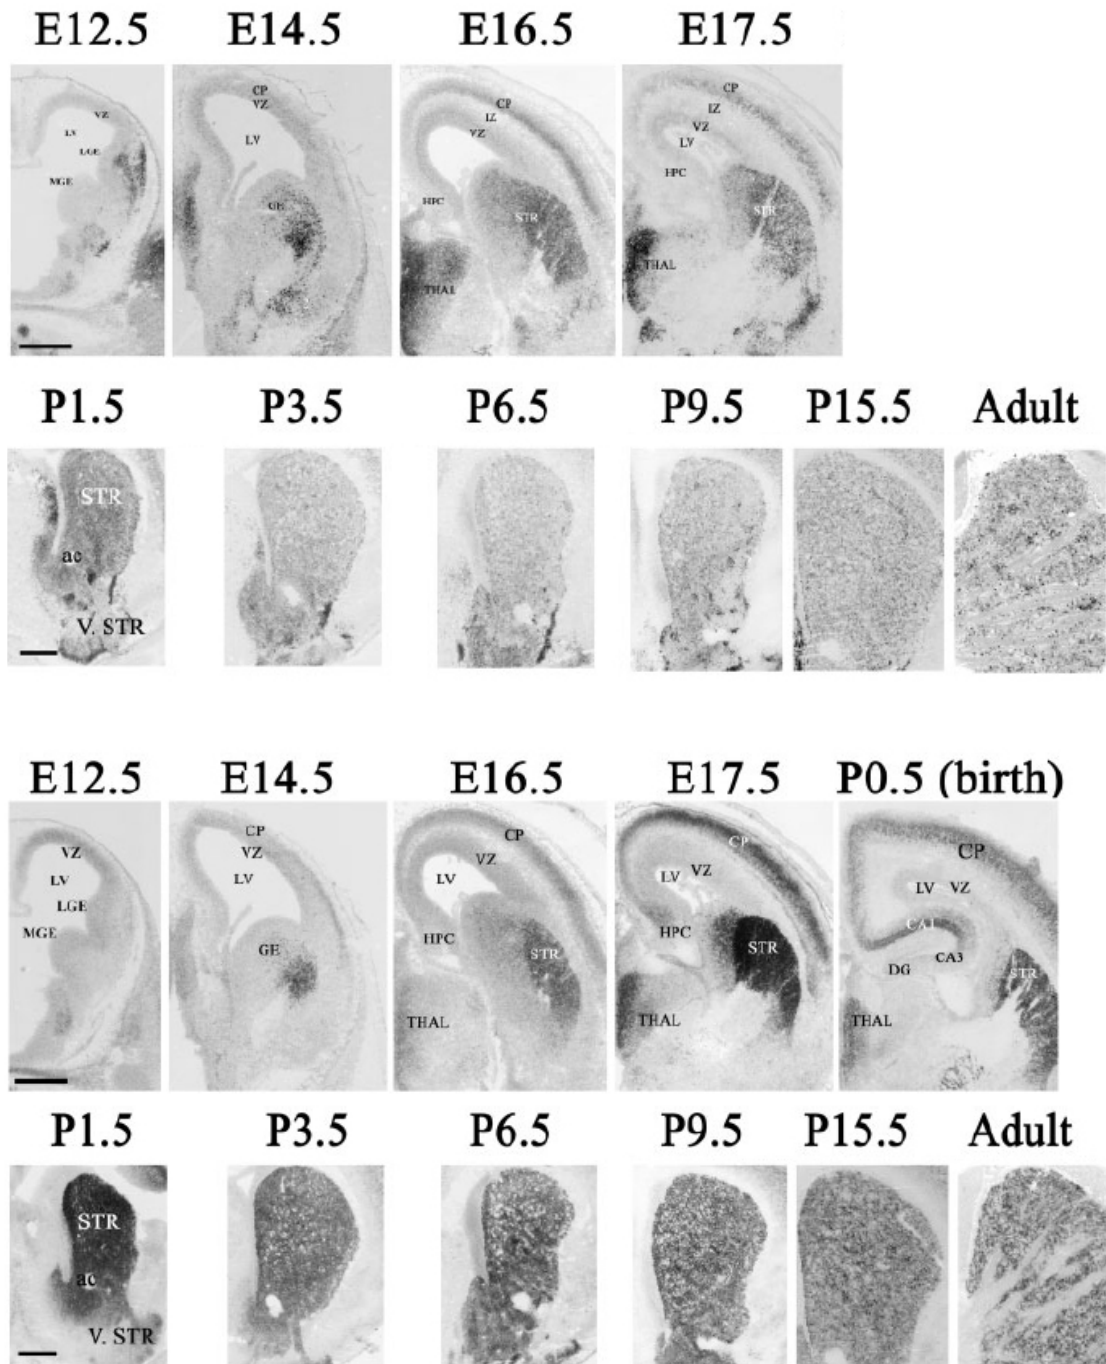 E12.5 E14.5 E16.5 E17.5
VZ LV LGE MGE
CP VZ LV GE
CP IZ VZ HPC STR THAL
CP IZ VZ LV HPC STR THAL
P1.5 P3.5 P6.5 P9.5 P15.5 Adult
STR
ac
V. STR
E12.5 E14.5 E16.5 E17.5 P0.5 (birth)
VZ LV LGE MGE
CP VZ LV GE
CP VZ LV HPC STR THAL
CP VZ LV HPC STR THAL
CP LV VZ CA1 CA3 DG STR THAL
P1.5 P3.5 P6.5 P9.5 P15.5 Adult
STR
ac
V. STR